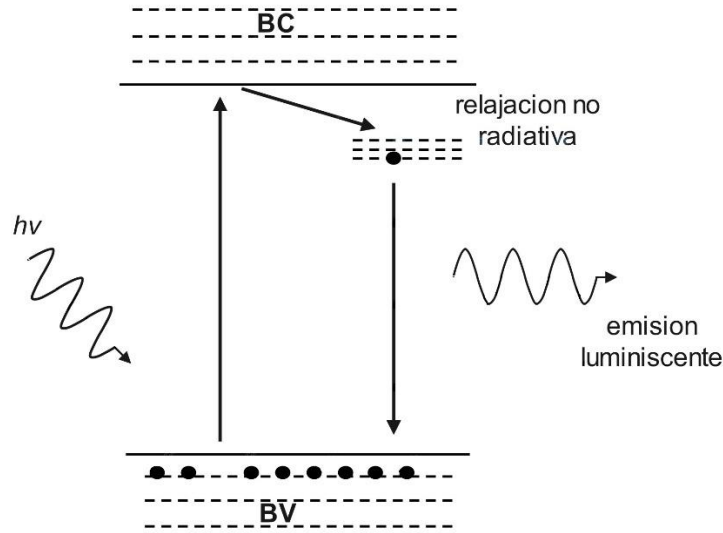 BC
relajacion no
radiativa
hv
emision
luminiscente
BV